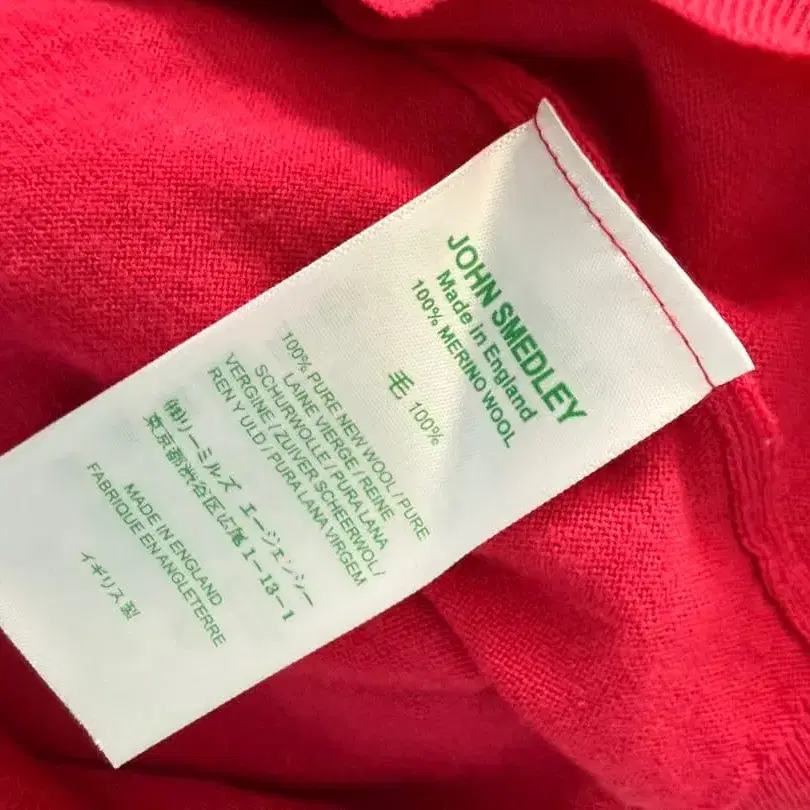 JOHN SMEDLEY
Made in England
100% MERINO WOOL
毛 100%
100% PURE NEW WOOL / PURE
LAINE VIERGE / REINE
SCHURWOLLE / PURA LANA
VERGINE / ZUIVER SCHEERWOL /
REN Y ULD / PURA LANA VIRGEM
㈱リーミルズ エージェンシー
東京都渋谷区広尾 1-13-1
MADE IN ENGLAND
FABRIQUE EN ANGLETERRE
イギリス製